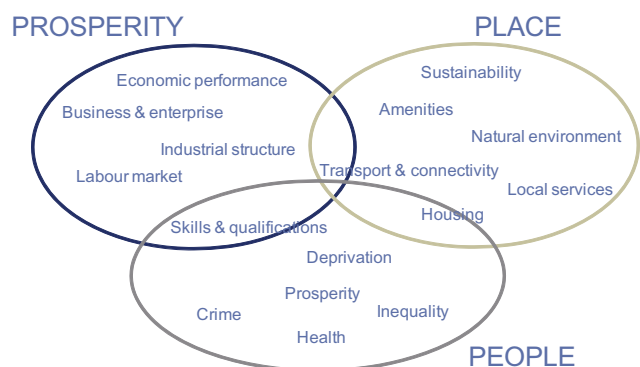 PROSPERITY
PLACE
Economic performance
Sustainability
Business & enterprise
Amenities
Natural environment
Industrial structure
Transport & connectivity
Labour market
Local services
Housing
Skills & qualifications
Deprivation
Prosperity
Inequality
Crime
Health
PEOPLE